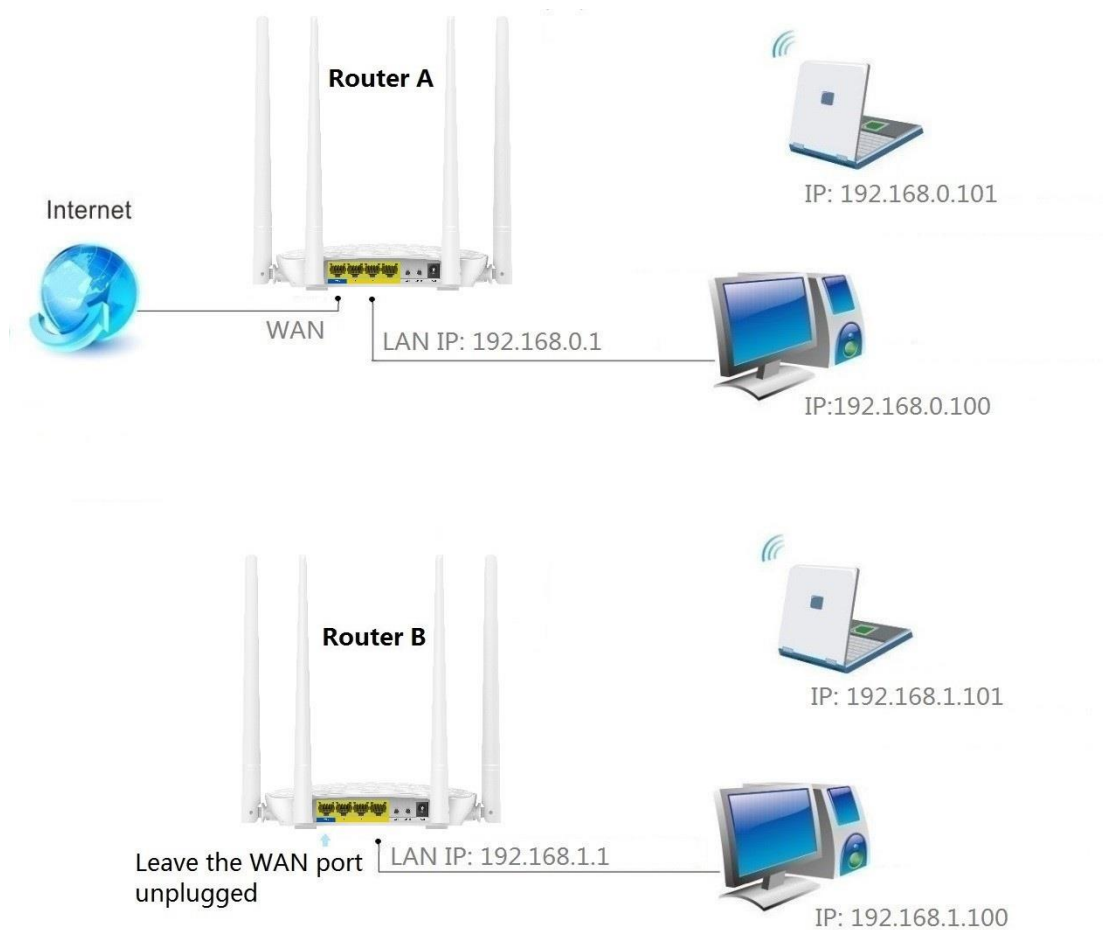 Router A
IP: 192.168.0.101
Internet
WAN
LAN IP: 192.168.0.1
IP:192.168.0.100
Router B
IP: 192.168.1.101
Leave the WAN port
unplugged
LAN IP: 192.168.1.1
IP: 192.168.1.100